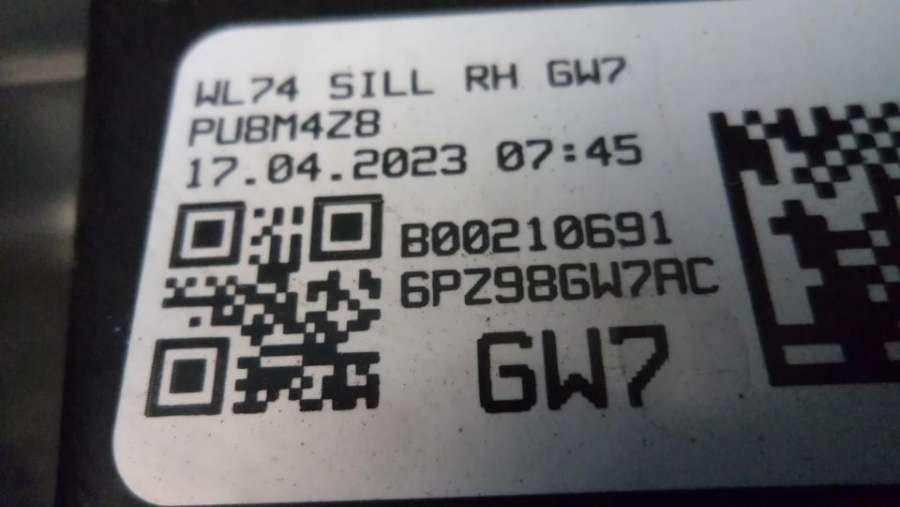 WL74 SILL RH GW7
PU8M4Z8
17.04.2023 07:45
B00210691
6PZ98GW7AC
GW7